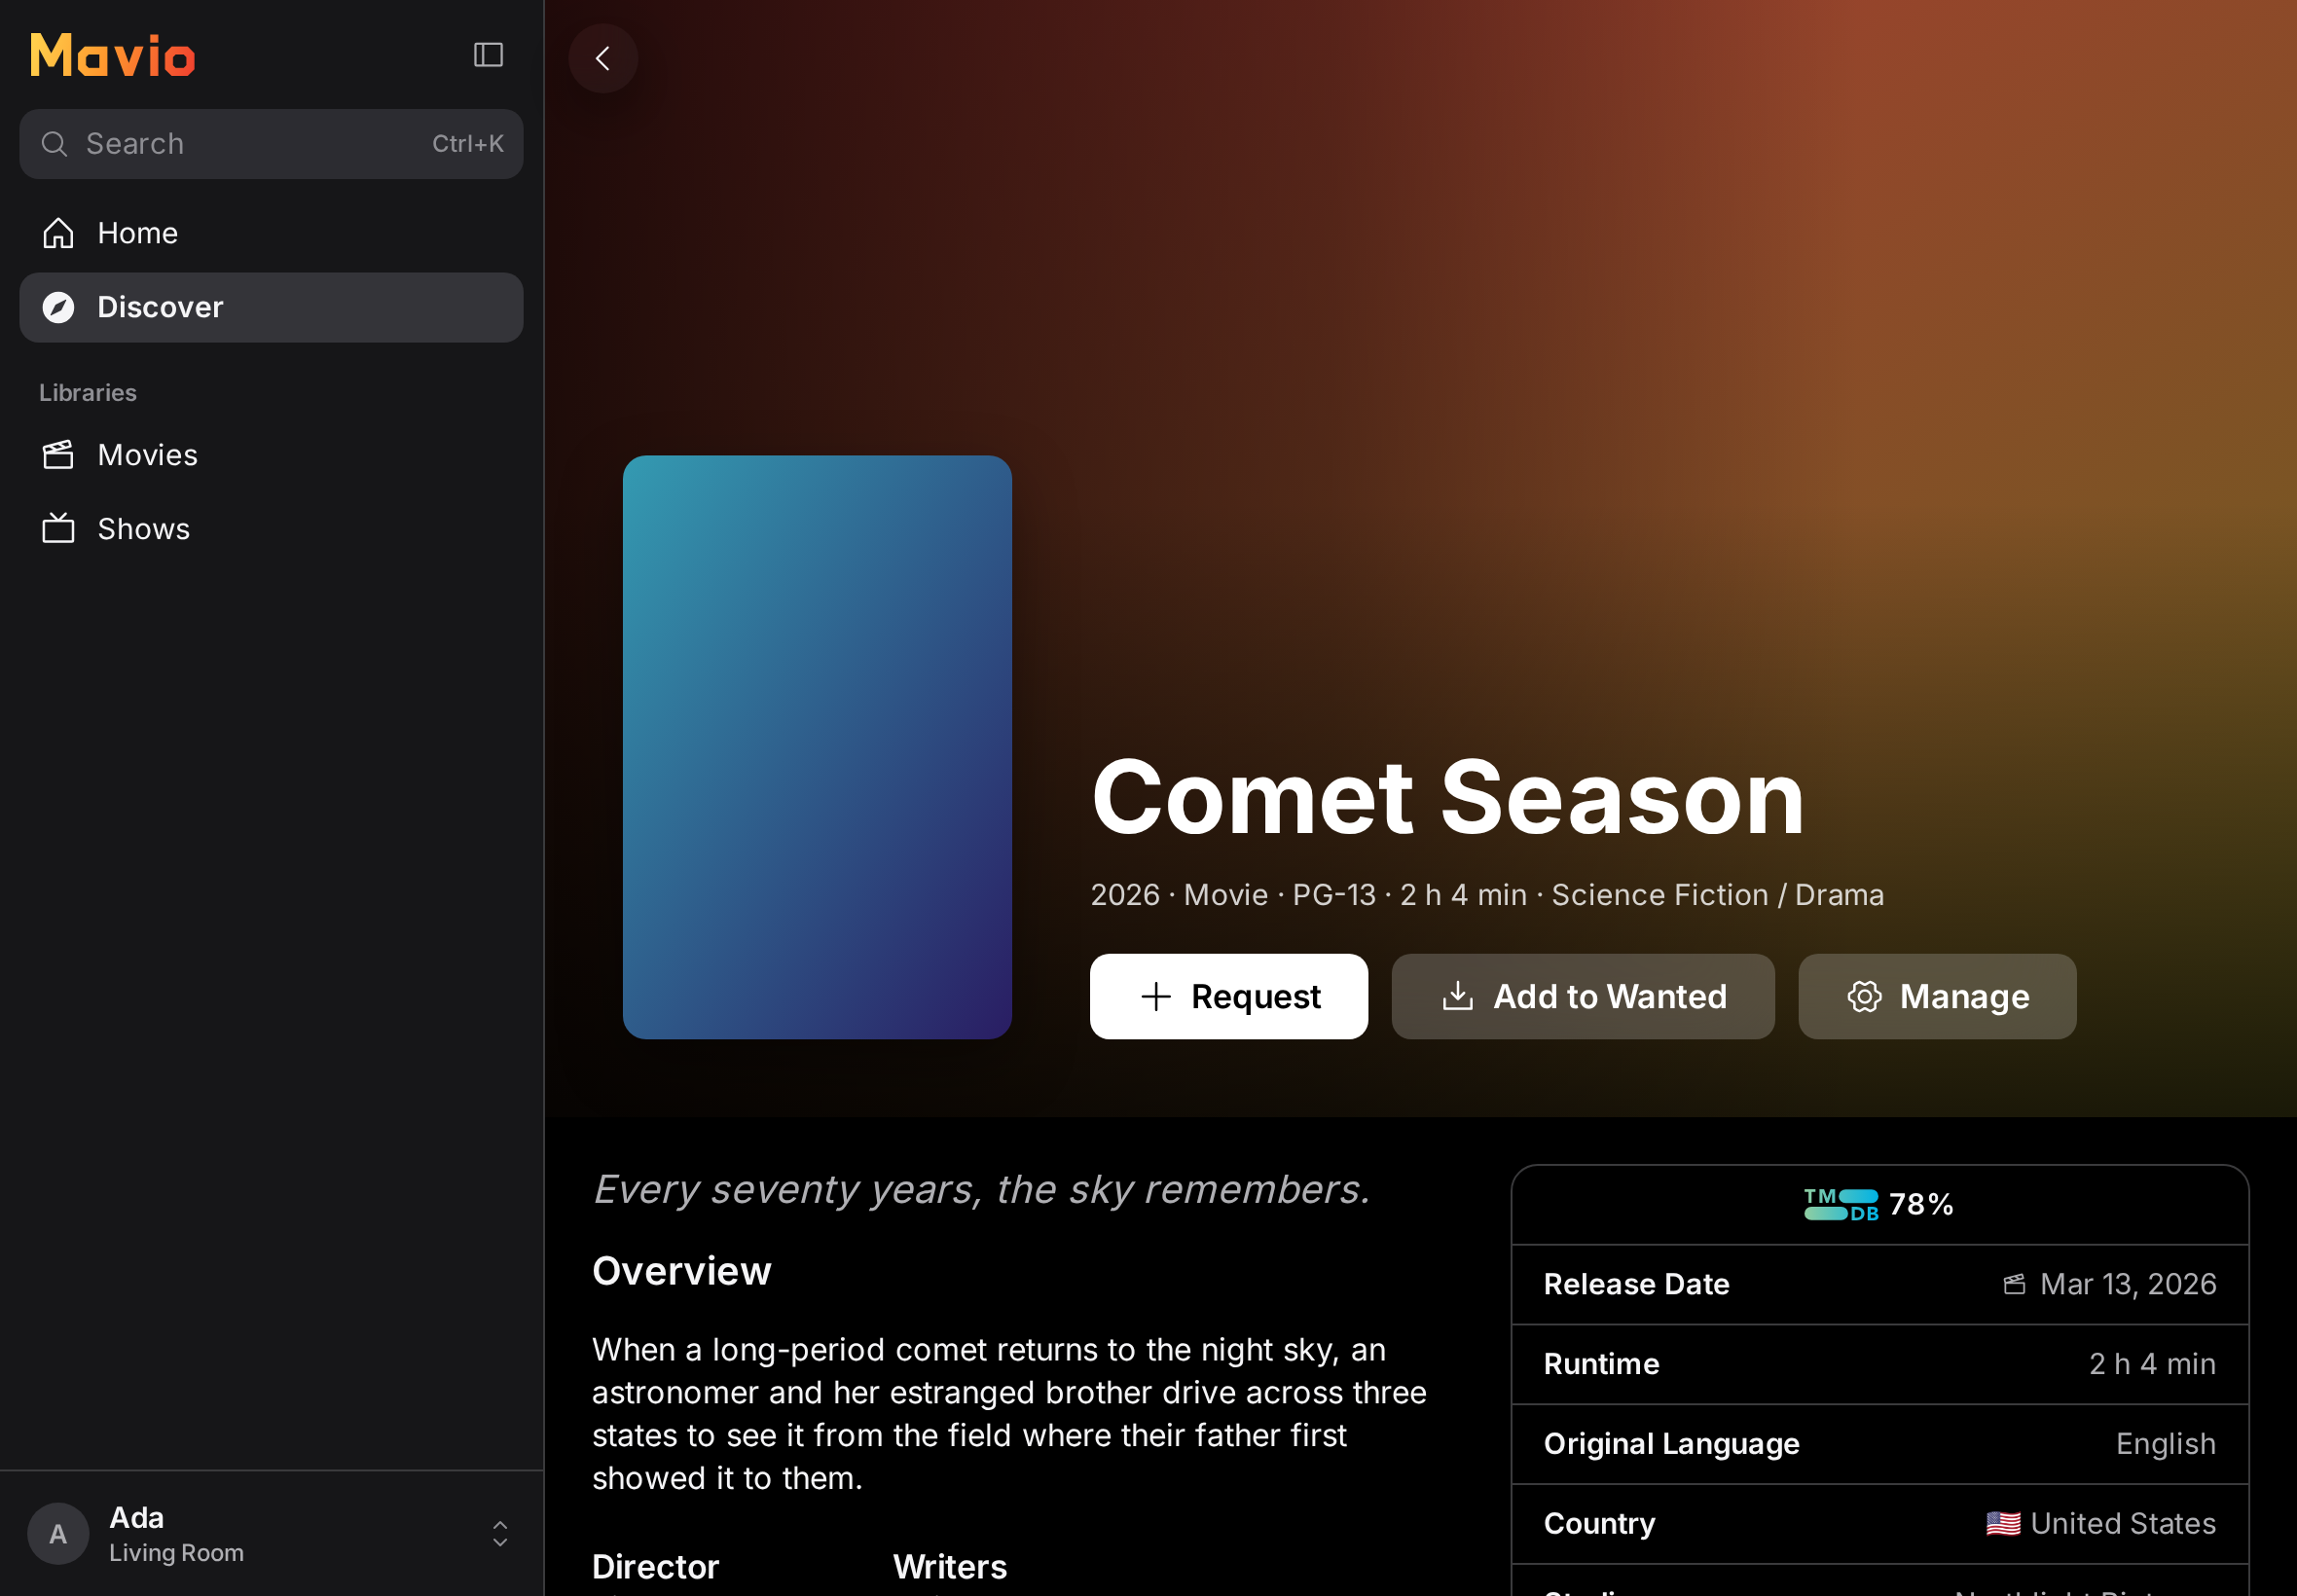 Mavio
Search Ctrl+K
Home
Discover
Libraries
Movies
Shows
Comet Season
2026 · Movie · PG-13 · 2 h 4 min · Science Fiction / Drama
Request
Add to Wanted
Manage
Every seventy years, the sky remembers.
Overview
When a long-period comet returns to the night sky, an
astronomer and her estranged brother drive across three
states to see it from the field where their father first
showed it to them.
Director
Writers
TMDB 78%
Release Date Mar 13, 2026
Runtime 2 h 4 min
Original Language English
Country 🇺🇸 United States
A
Ada
Living Room